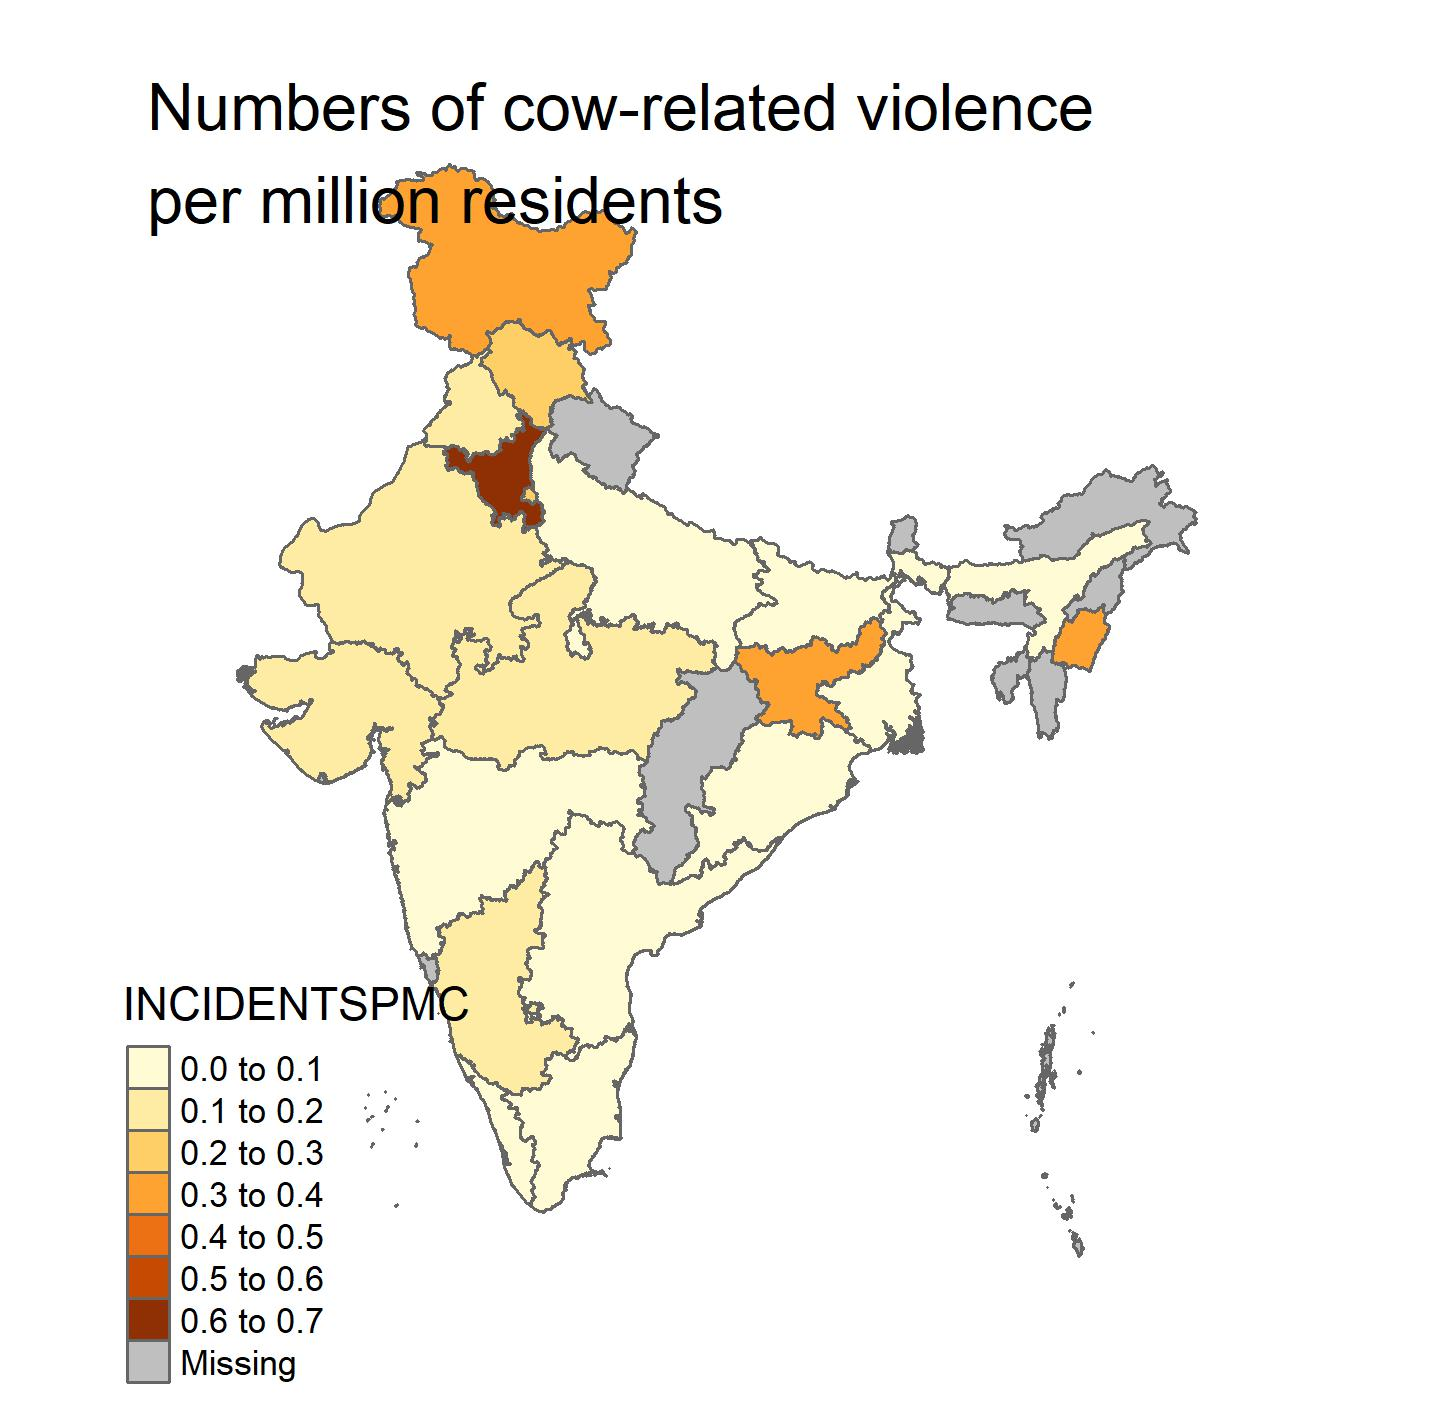 Numbers of cow-related violence
per million residents
INCIDENTSPMC
0.0 to 0.1
0.1 to 0.2
0.2 to 0.3
0.3 to 0.4
0.4 to 0.5
0.5 to 0.6
0.6 to 0.7
Missing